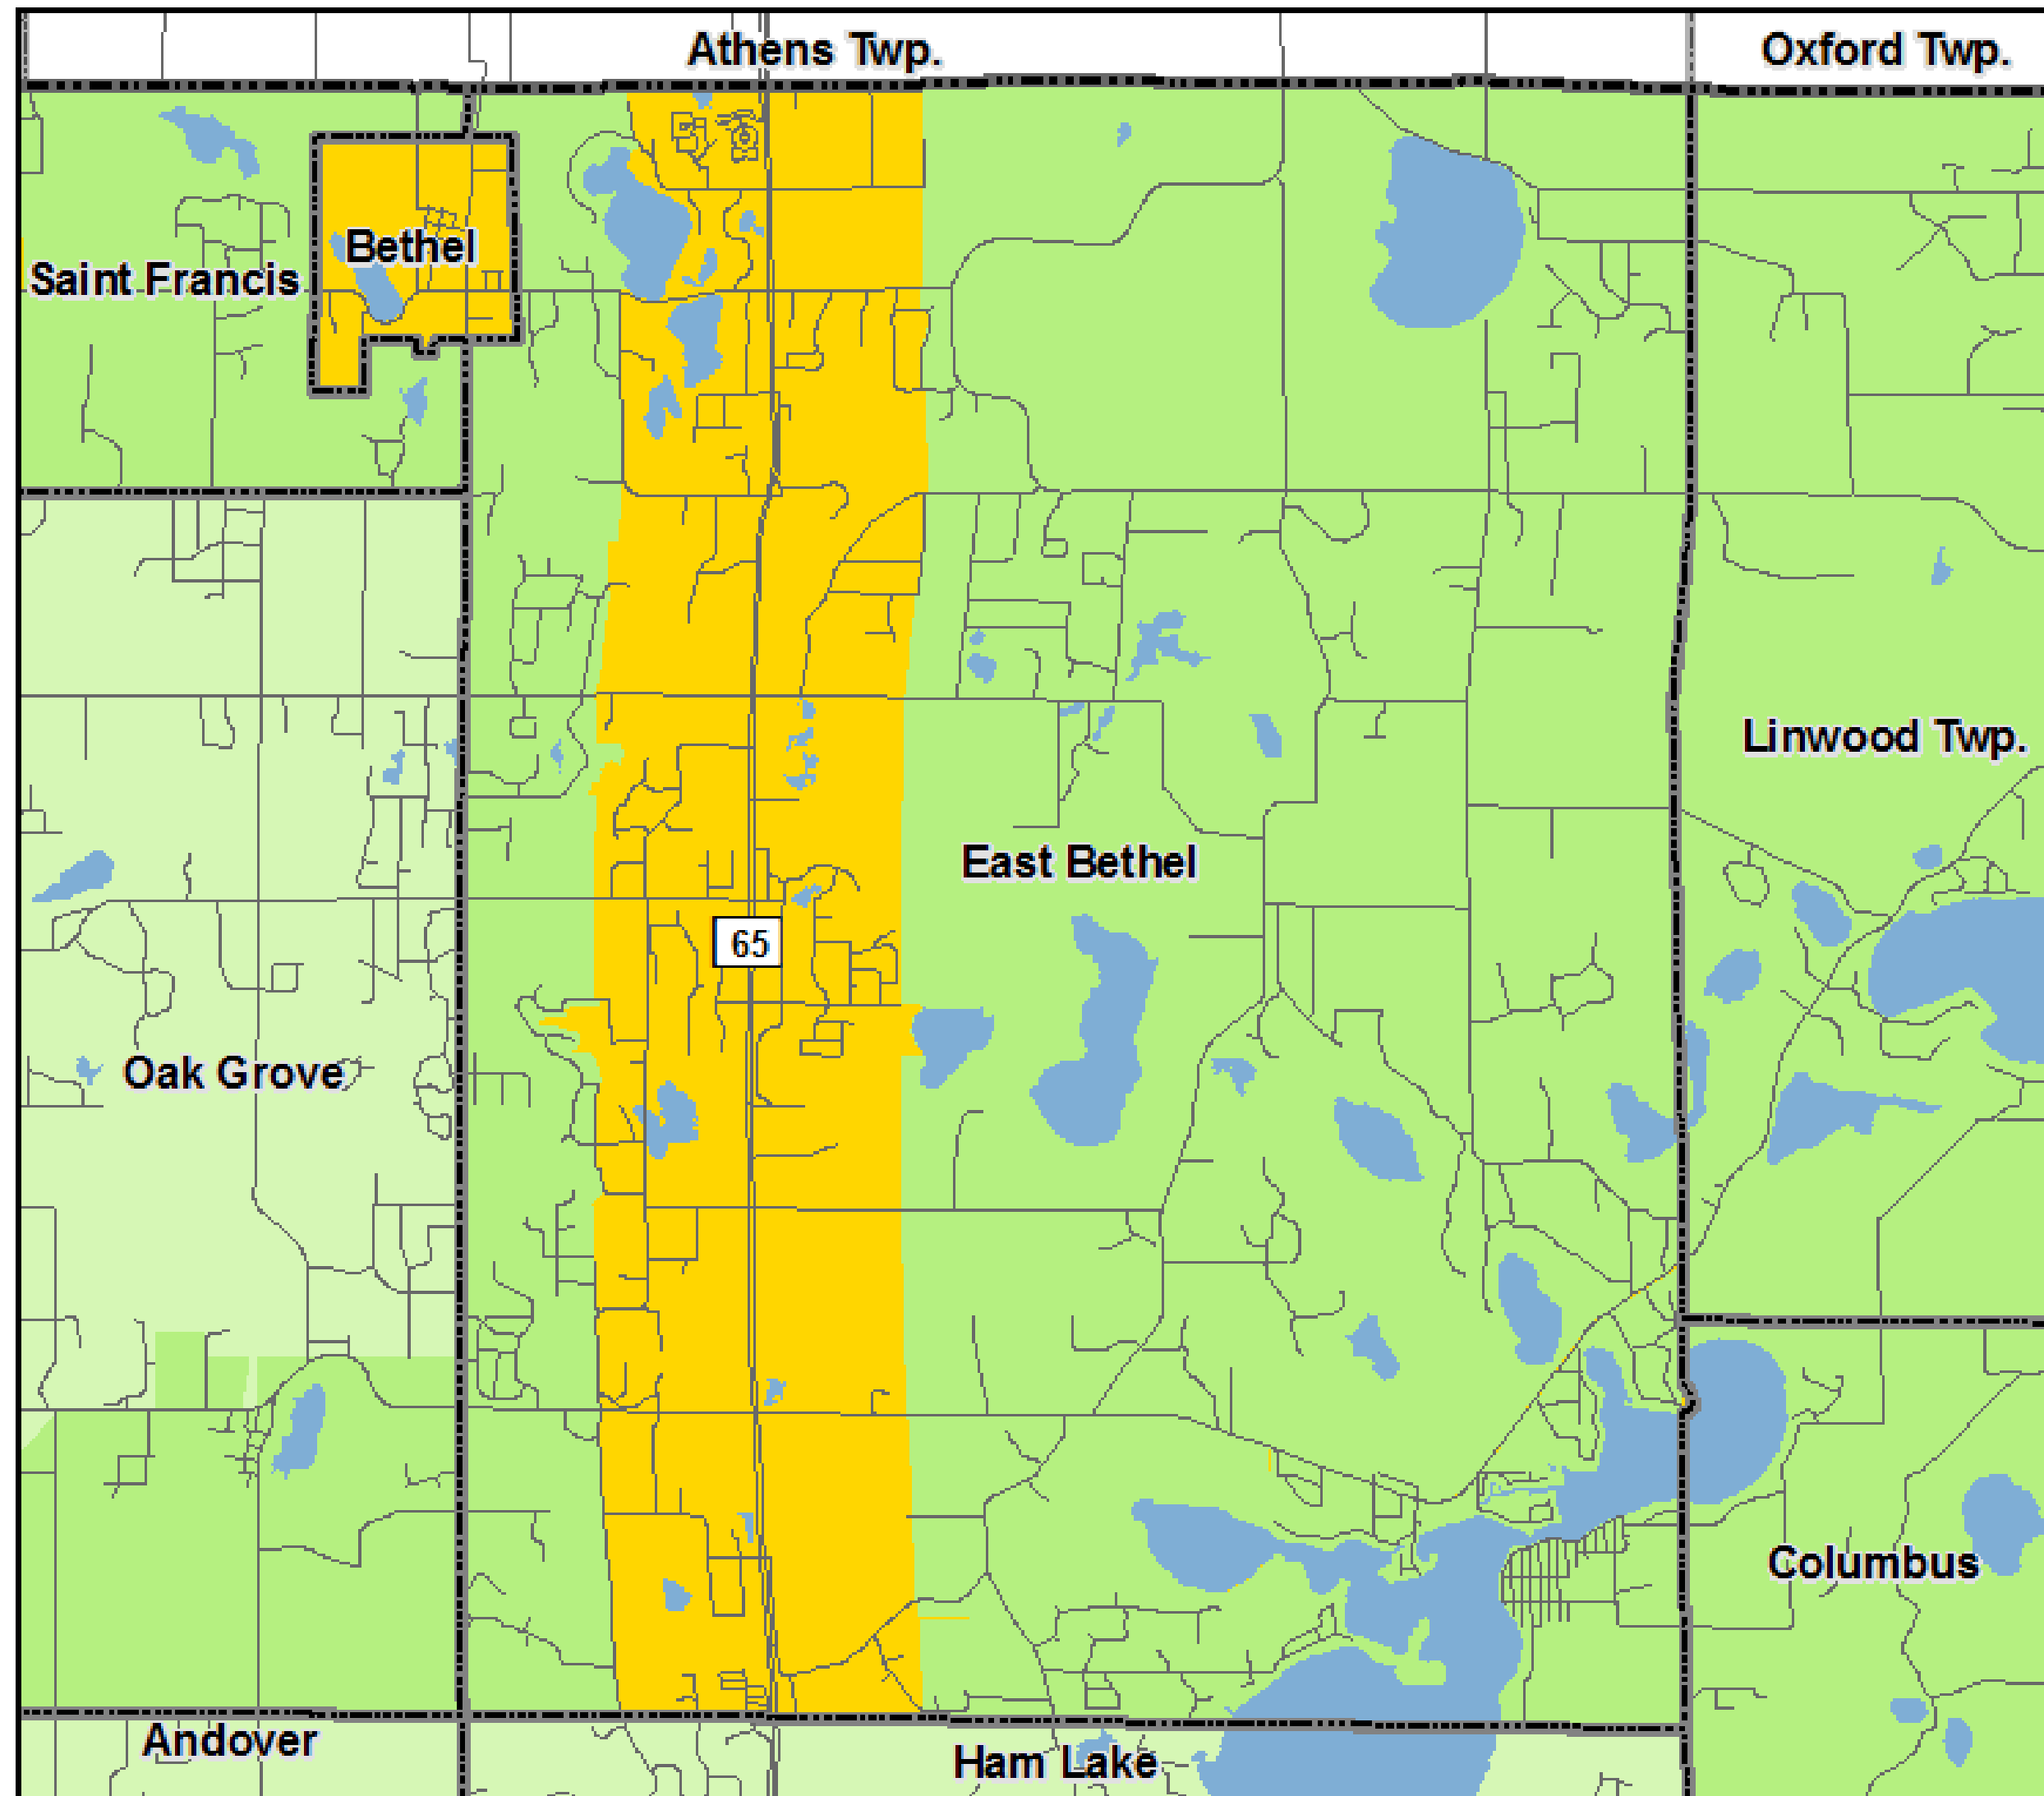 Athens Twp.
Oxford Twp.
Bethel
Saint Francis
Linwood Twp.
East Bethel
65
Oak Grove
Columbus
Andover
Ham Lake